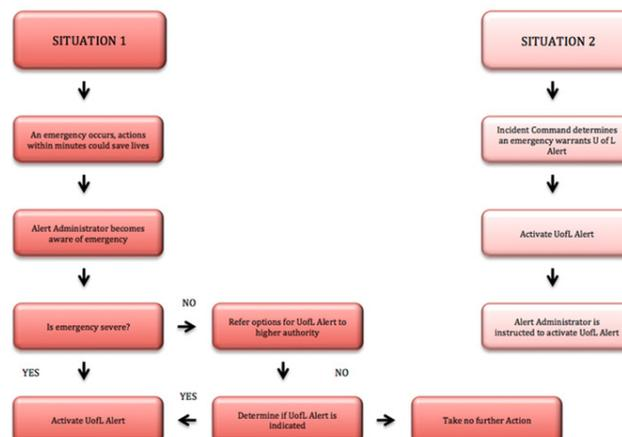 SITUATION 1
SITUATION 2
An emergency occurs, actions
within minutes could save lives
Incident Command determines
an emergency warrants U of L
Alert
Alert Administrator becomes
aware of emergency
Activate UofL Alert
Is emergency severe?
NO
Refer options for UofL Alert to
higher authority
Alert Administrator is
instructed to activate UofL Alert
YES
NO
Activate UofL Alert
YES
Determine if UofL Alert is
indicated
Take no further Action